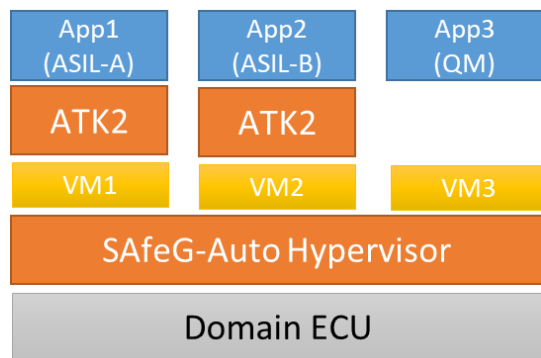 App1
(ASIL-A)
App2
(ASIL-B)
App3
(QM)
ATK2
ATK2
VM1
VM2
VM3
SAfeG-Auto Hypervisor
Domain ECU